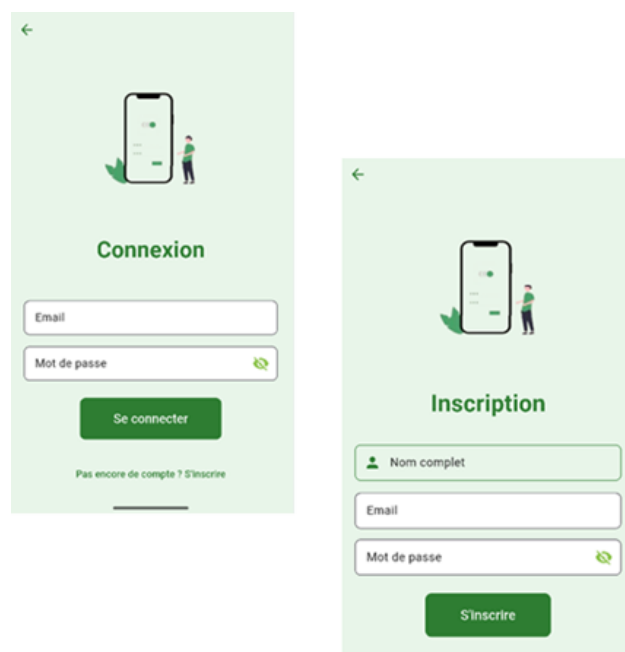 Connexion
Email
Mot de passe
Se connecter
Pas encore de compte ? S'inscrire
Inscription
Nom complet
Email
Mot de passe
S'inscrire